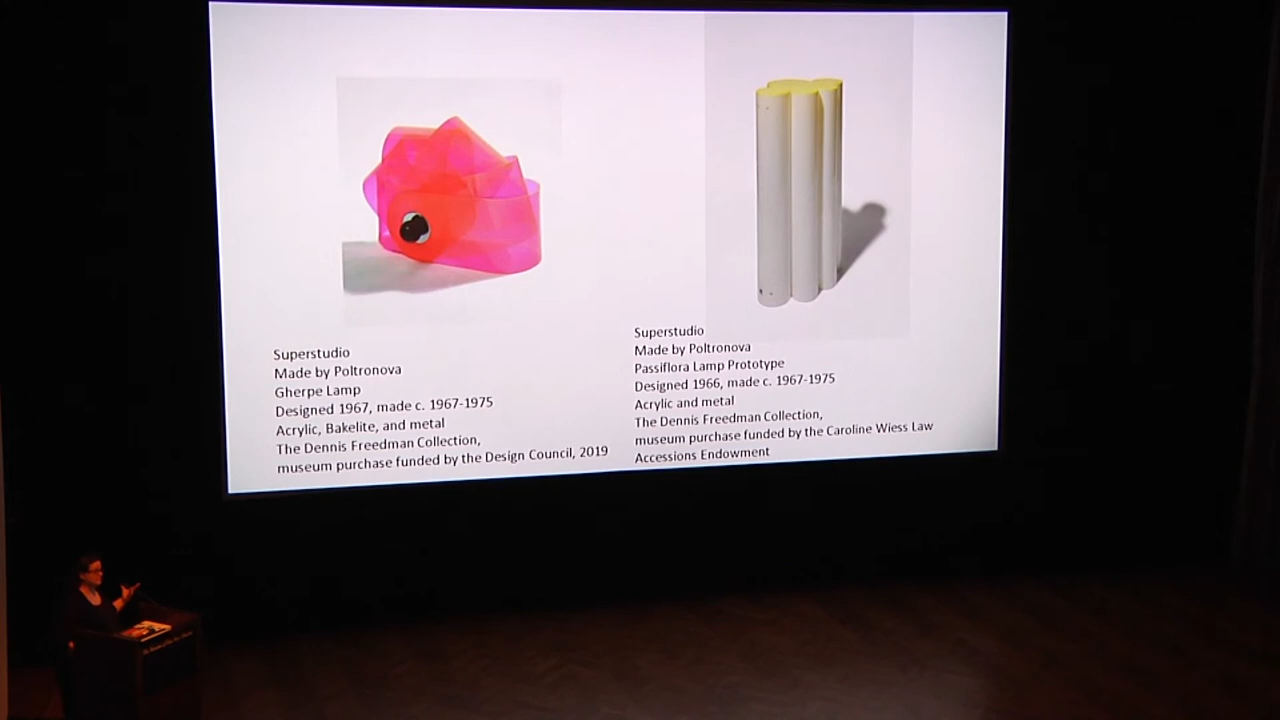 Superstudio
Made by Poltronova
Gherpe Lamp
Designed 1967, made c. 1967-1975
Acrylic, Bakelite, and metal
The Dennis Freedman Collection,
museum purchase funded by the Design Council, 2019
Superstudio
Made by Poltronova
Passiflora Lamp Prototype
Designed 1966, made c. 1967-1975
Acrylic and metal
The Dennis Freedman Collection,
museum purchase funded by the Caroline Wiess Law
Accessions Endowment